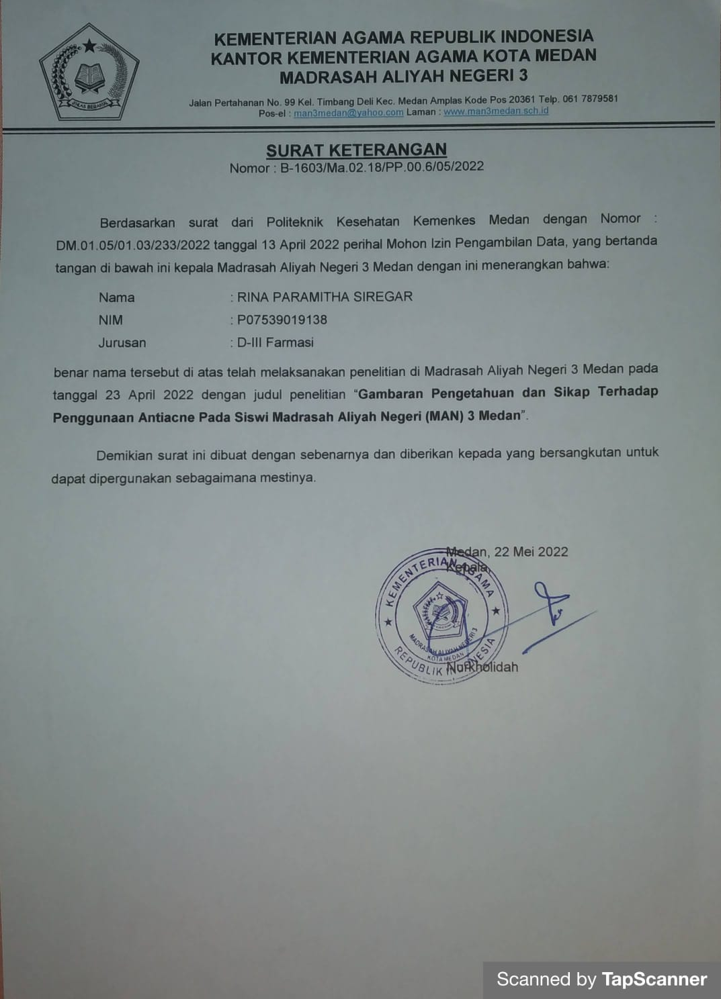 KEMENTERIAN AGAMA REPUBLIK INDONESIA
KANTOR KEMENTERIAN AGAMA KOTA MEDAN
MADRASAH ALIYAH NEGERI 3
Jalan Pertahanan No. 99 Kel. Timbang Deli Kec. Medan Amplas Kode Pos 20361 Telp. 061 7879581
Pos-el : man3medan@yahoo.com Laman : www.man3medan.sch.id
IKHLAS BERAMAL
SURAT KETERANGAN
Nomor : B-1603/Ma.02.18/PP.00.6/05/2022
Berdasarkan surat dari Politeknik Kesehatan Kemenkes Medan dengan Nomor :
DM.01.05/01.03/233/2022 tanggal 13 April 2022 perihal Mohon Izin Pengambilan Data, yang bertanda
tangan di bawah ini kepala Madrasah Aliyah Negeri 3 Medan dengan ini menerangkan bahwa:
Nama : RINA PARAMITHA SIREGAR
NIM : P07539019138
Jurusan : D-III Farmasi
benar nama tersebut di atas telah melaksanakan penelitian di Madrasah Aliyah Negeri 3 Medan pada
tanggal 23 April 2022 dengan judul penelitian “Gambaran Pengetahuan dan Sikap Terhadap
Penggunaan Antiacne Pada Siswi Madrasah Aliyah Negeri (MAN) 3 Medan”.
Demikian surat ini dibuat dengan sebenarnya dan diberikan kepada yang bersangkutan untuk
dapat dipergunakan sebagaimana mestinya.
Medan, 22 Mei 2022
Kepala,
KEMENTERIAN AGAMA
MADRASAH ALIYAH NEGERI 3
KOTA MEDAN
REPUBLIK INDONESIA
Nurkholidah
Scanned by TapScanner